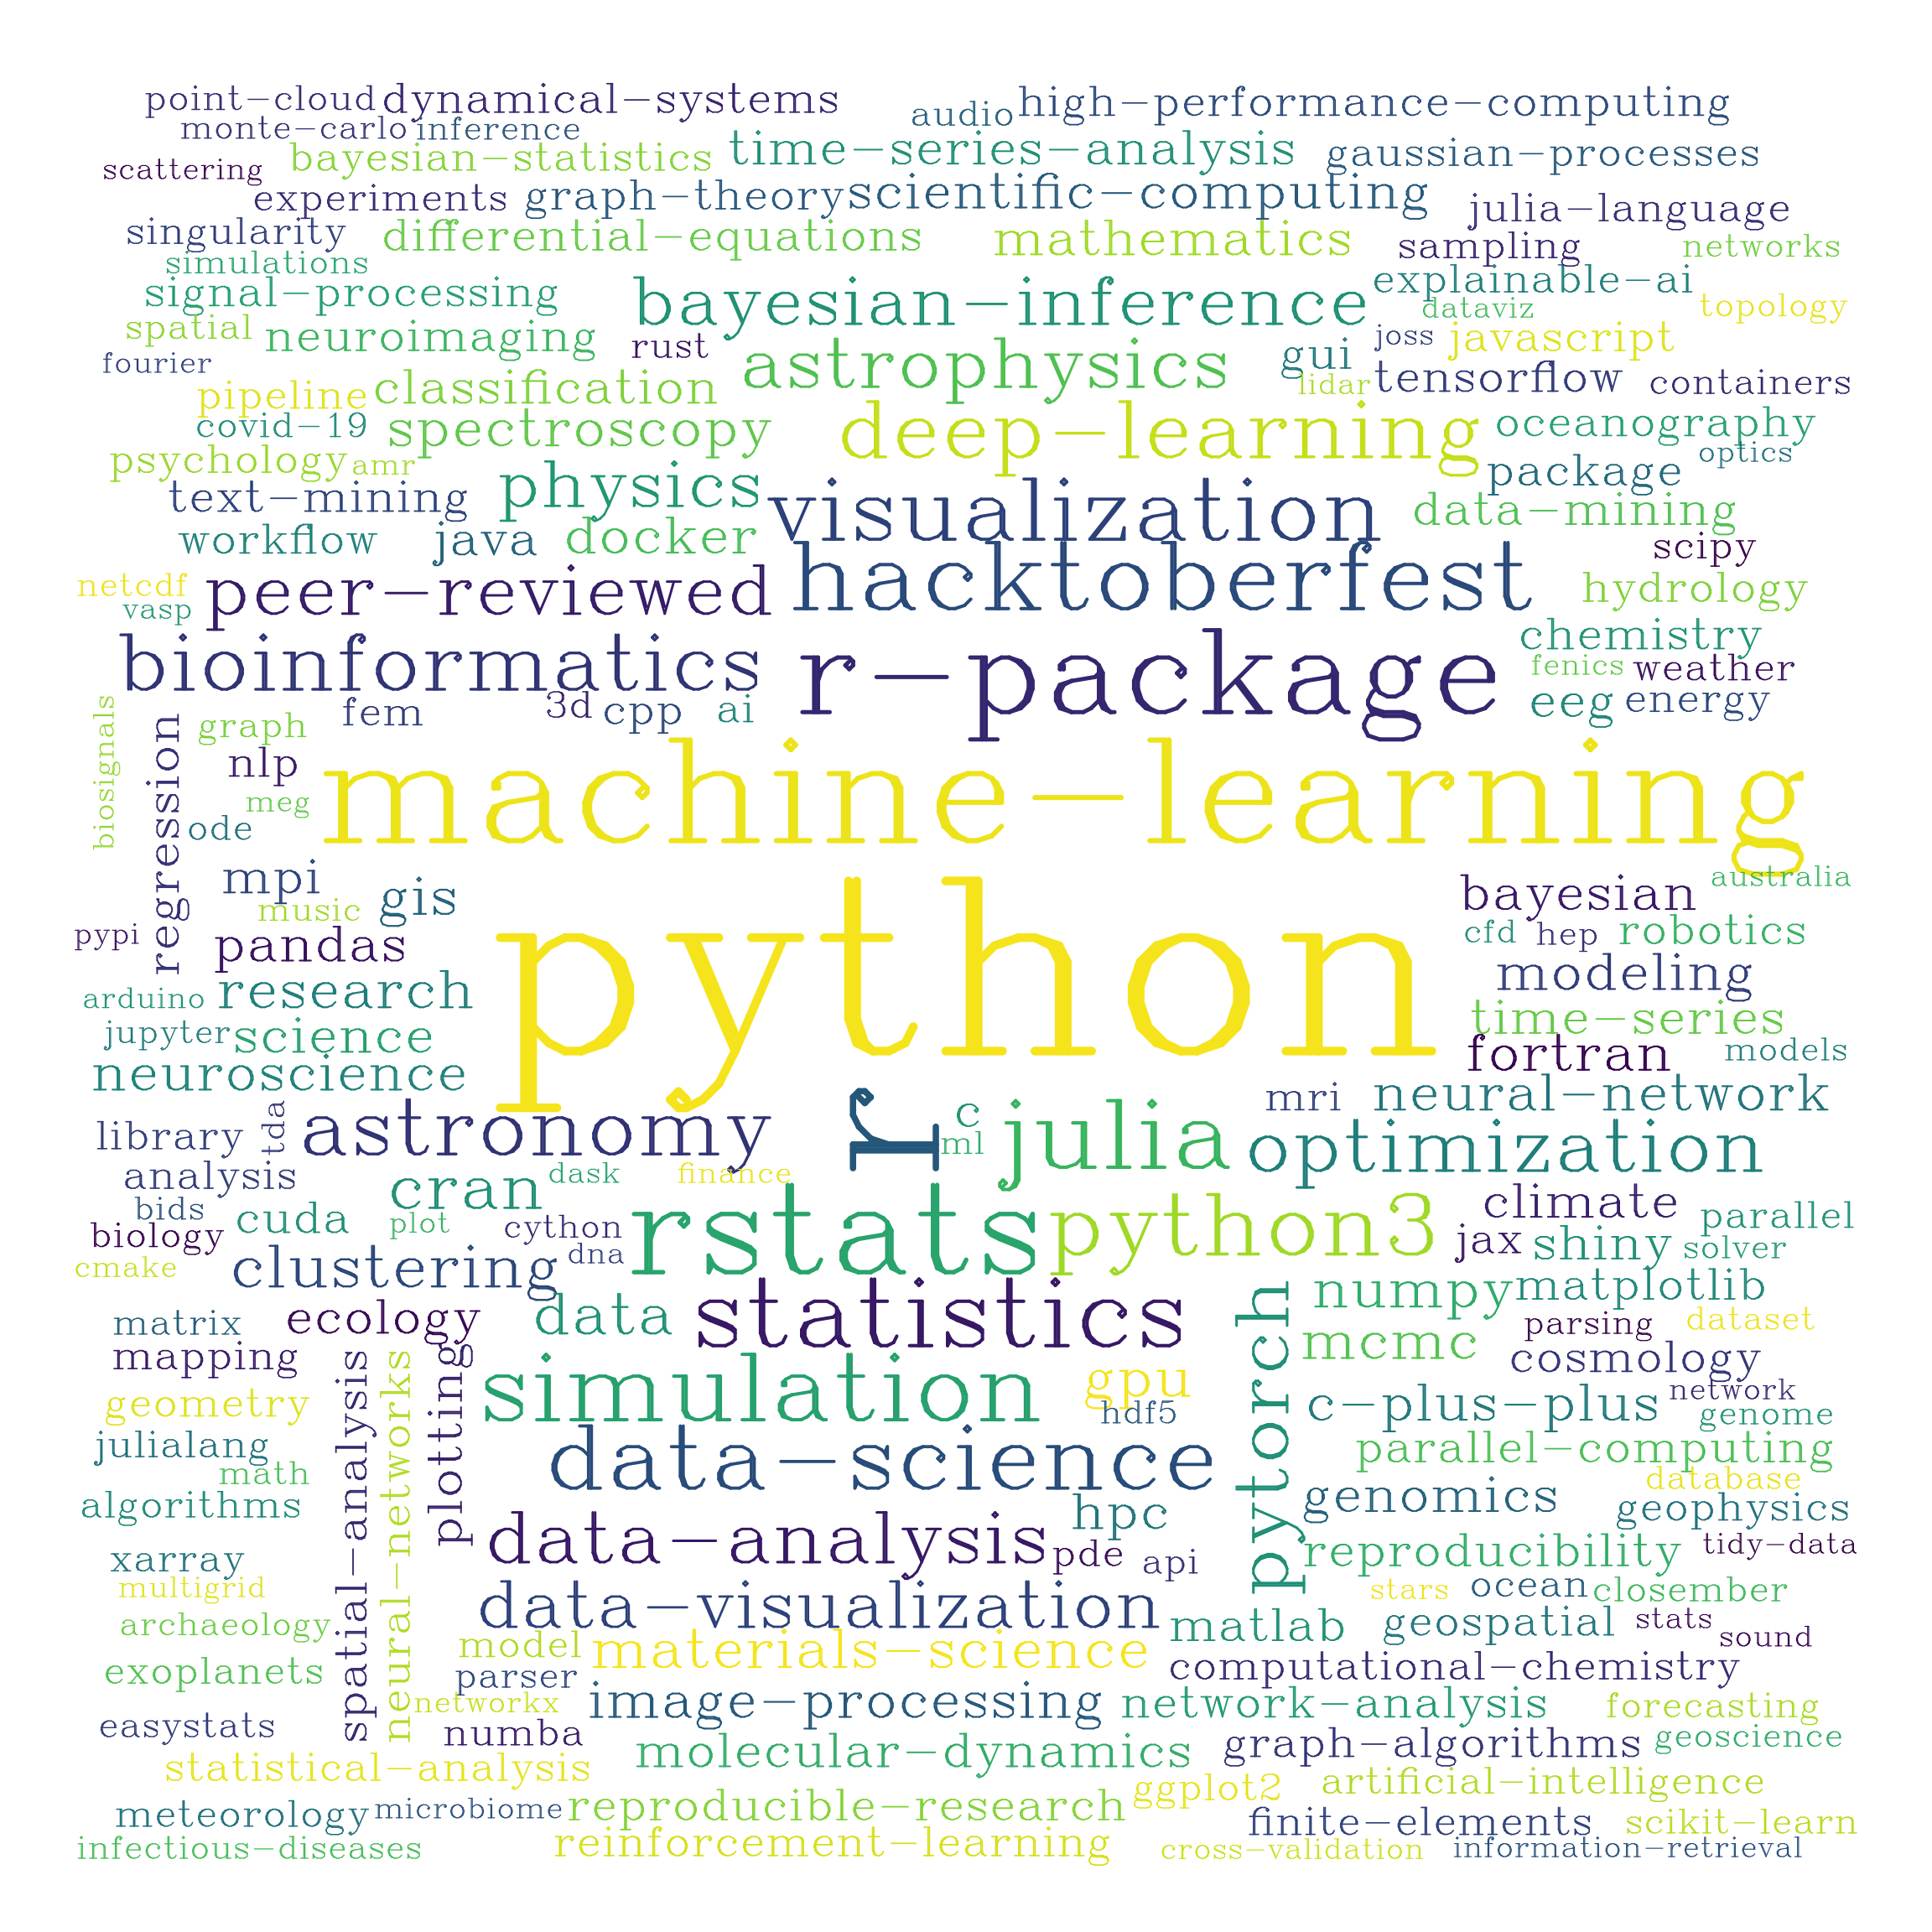 point-cloud dynamical-systems audio high-performance-computing
monte-carlo inference
scattering bayesian-statistics time-series-analysis gaussian-processes
experiments graph-theory scientific-computing julia-language
singularity differential-equations mathematics sampling networks
simulations
signal-processing bayesian-inference explainable-ai
spatial neuroimaging rust dataviz topology
fourier astrophysics gui joss javascript
pipeline classification lidar tensorflow containers
covid-19 spectroscopy deep-learning oceanography
psychology amr package optics
text-mining physics visualization data-mining
workflow java docker scipy
netcdf peer-reviewed hacktoberfest hydrology
vasp
bioinformatics r-package chemistry
fenics weather
fem 3d cpp ai eeg energy
biosignals regression graph
nlp machine-learning
meg
ode
mpi gis bayesian australia
music
pypi pandas python cfd hep robotics
arduino research modeling
jupyter science time-series
neuroscience fortran models
library tda astronomy r c julia mri neural-network
ml optimization
analysis dask finance
bids cran climate
biology cuda plot cython rstats python3 jax shiny parallel
cmake clustering dna solver
numpy matplotlib
matrix ecology data statistics pytorch parsing dataset
mapping spatial-analysis neural-networks plotting mcmc cosmology
geometry simulation gpu c-plus-plus network
hdf5 genome
julialang data-science parallel-computing
math database
algorithms hpc genomics geophysics
xarray data-analysis pde api reproducibility tidy-data
multigrid stars ocean closember
archaeology data-visualization matlab geospatial stats
model materials-science sound
exoplanets parser computational-chemistry
networkx image-processing network-analysis forecasting
easystats numba geoscience
statistical-analysis molecular-dynamics graph-algorithms
ggplot2 artificial-intelligence
meteorology microbiome reproducible-research finite-elements scikit-learn
infectious-diseases reinforcement-learning cross-validation information-retrieval